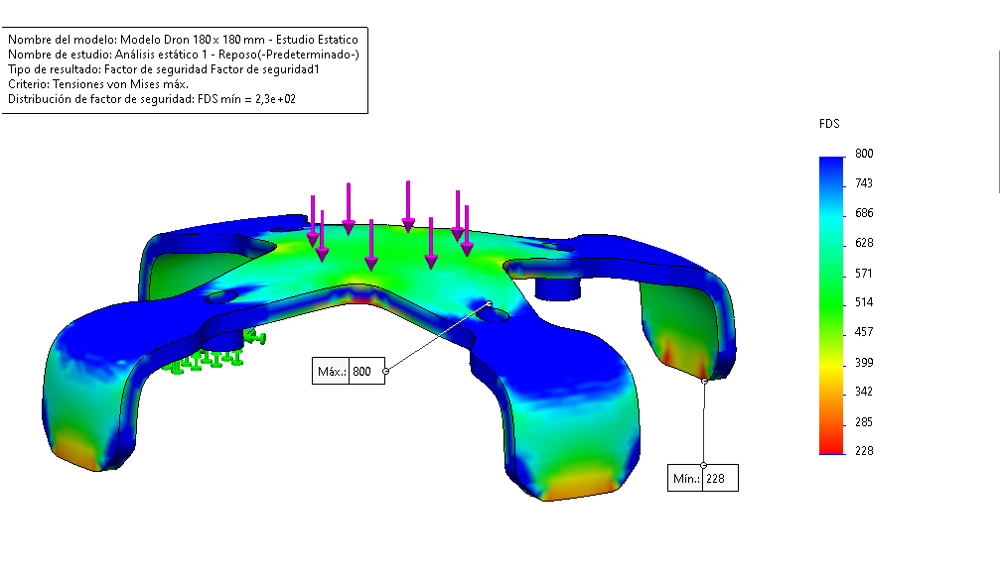 Nombre del modelo: Modelo Dron 180 x 180 mm - Estudio Estatico
Nombre de estudio: Análisis estático 1 - Reposo(-Predeterminado-)
Tipo de resultado: Factor de seguridad Factor de seguridad1
Criterio: Tensiones von Mises máx.
Distribución de factor de seguridad: FDS mín = 2,3e+02
FDS
800
743
686
628
571
514
457
399
342
285
228
Máx.: 800
Mín.: 228